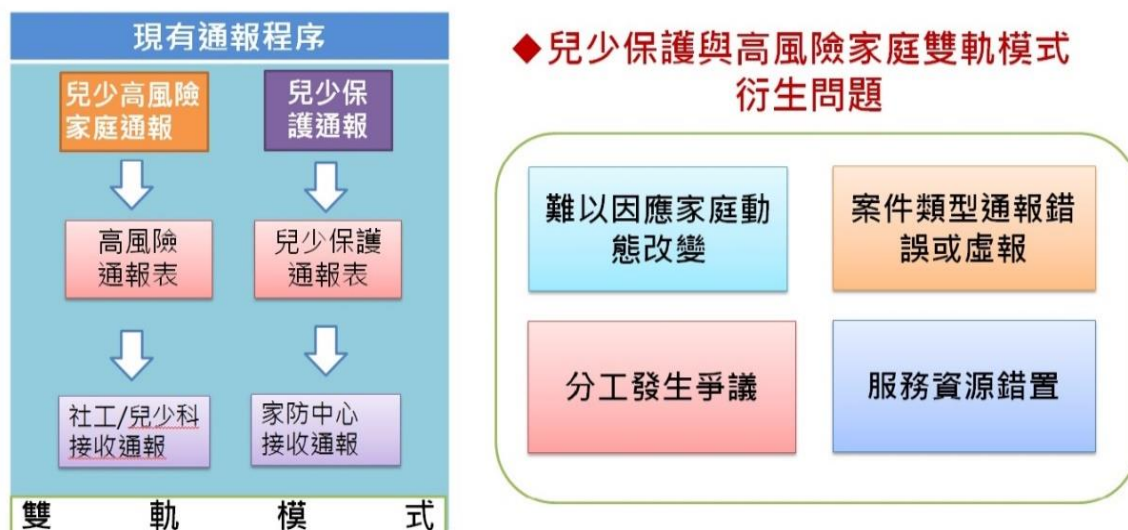 現有通報程序
兒少高風險
家庭通報
兒少保
護通報
高風險
通報表
兒少保護
通報表
社工/兒少科
接收通報
家防中心
接收通報
雙軌模式
◆兒少保護與高風險家庭雙軌模式
衍生問題
難以因應家庭動
態改變
案件類型通報錯
誤或虛報
分工發生爭議
服務資源錯置